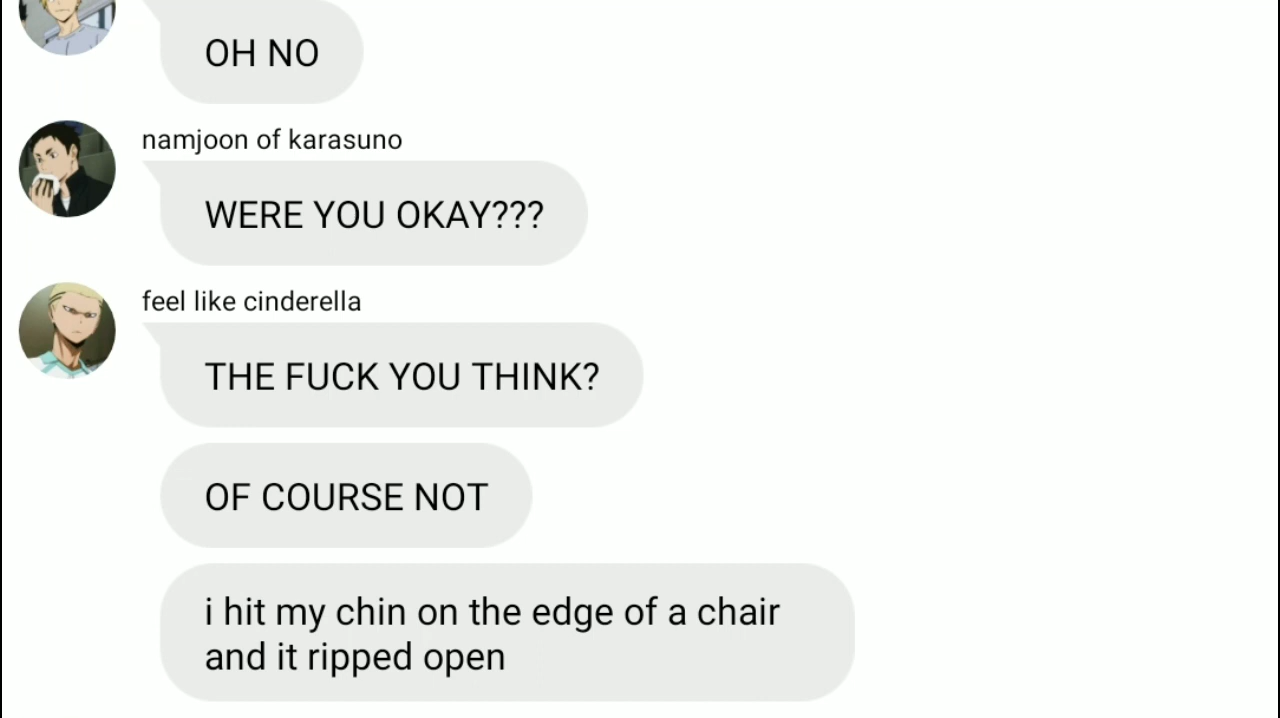 OH NO
namjoon of karasuno
WERE YOU OKAY???
feel like cinderella
THE FUCK YOU THINK?
OF COURSE NOT
i hit my chin on the edge of a chair
and it ripped open